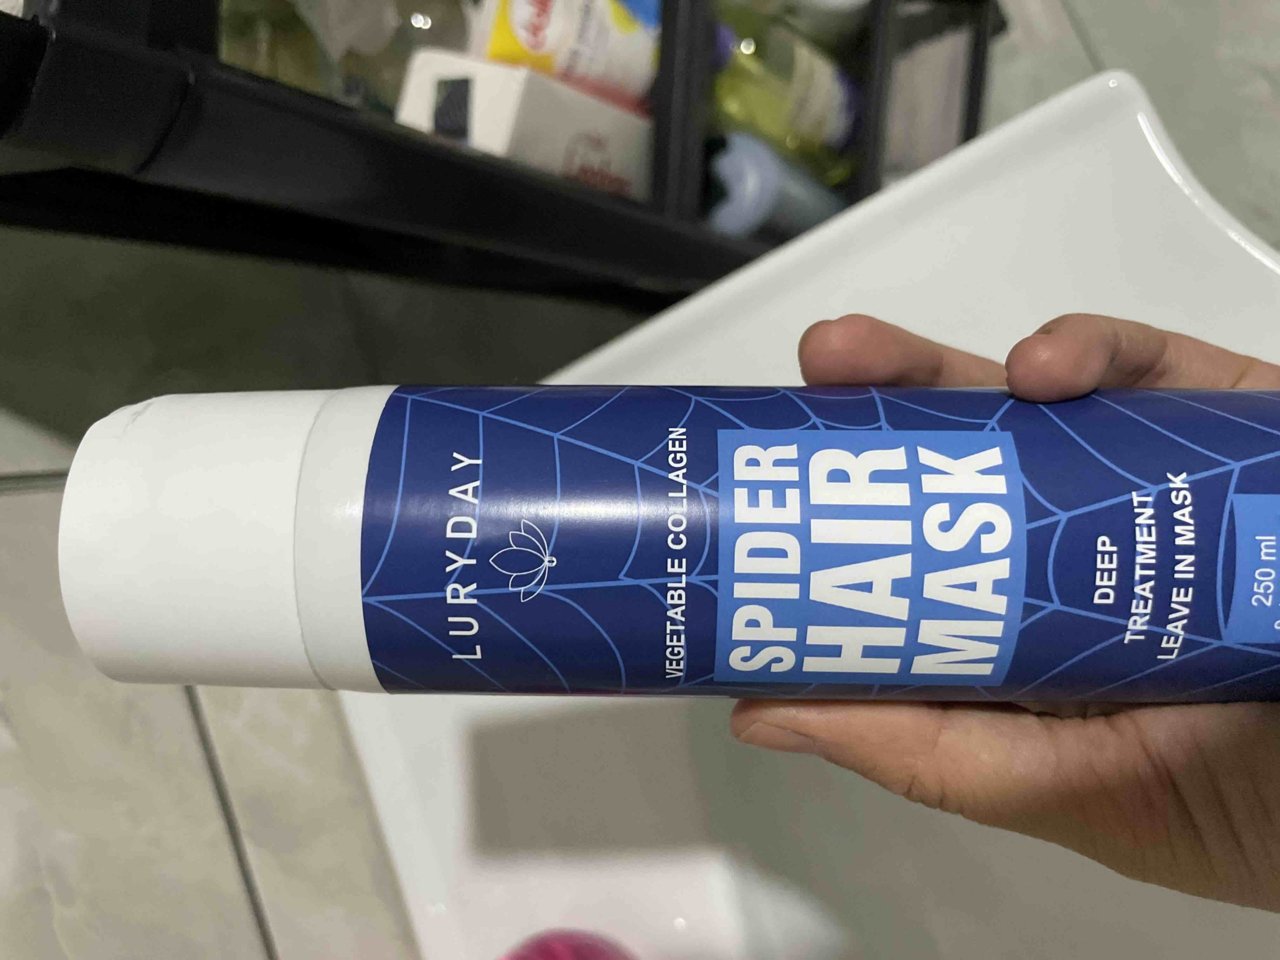 LURYDAY
VEGETABLE COLLAGEN
SPIDER
HAIR
MASK
DEEP
TREATMENT
LEAVE IN MASK
250 ml